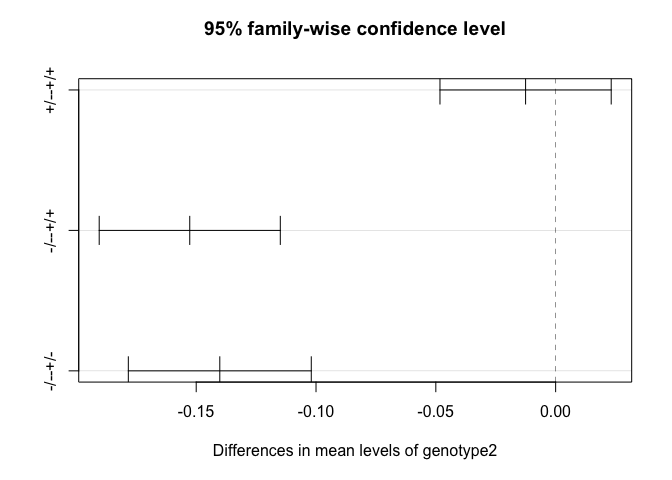 95% family-wise confidence level
+/--+/+
-/--+/+
-/--+/-
-0.15 -0.10 -0.05 0.00
Differences in mean levels of genotype2